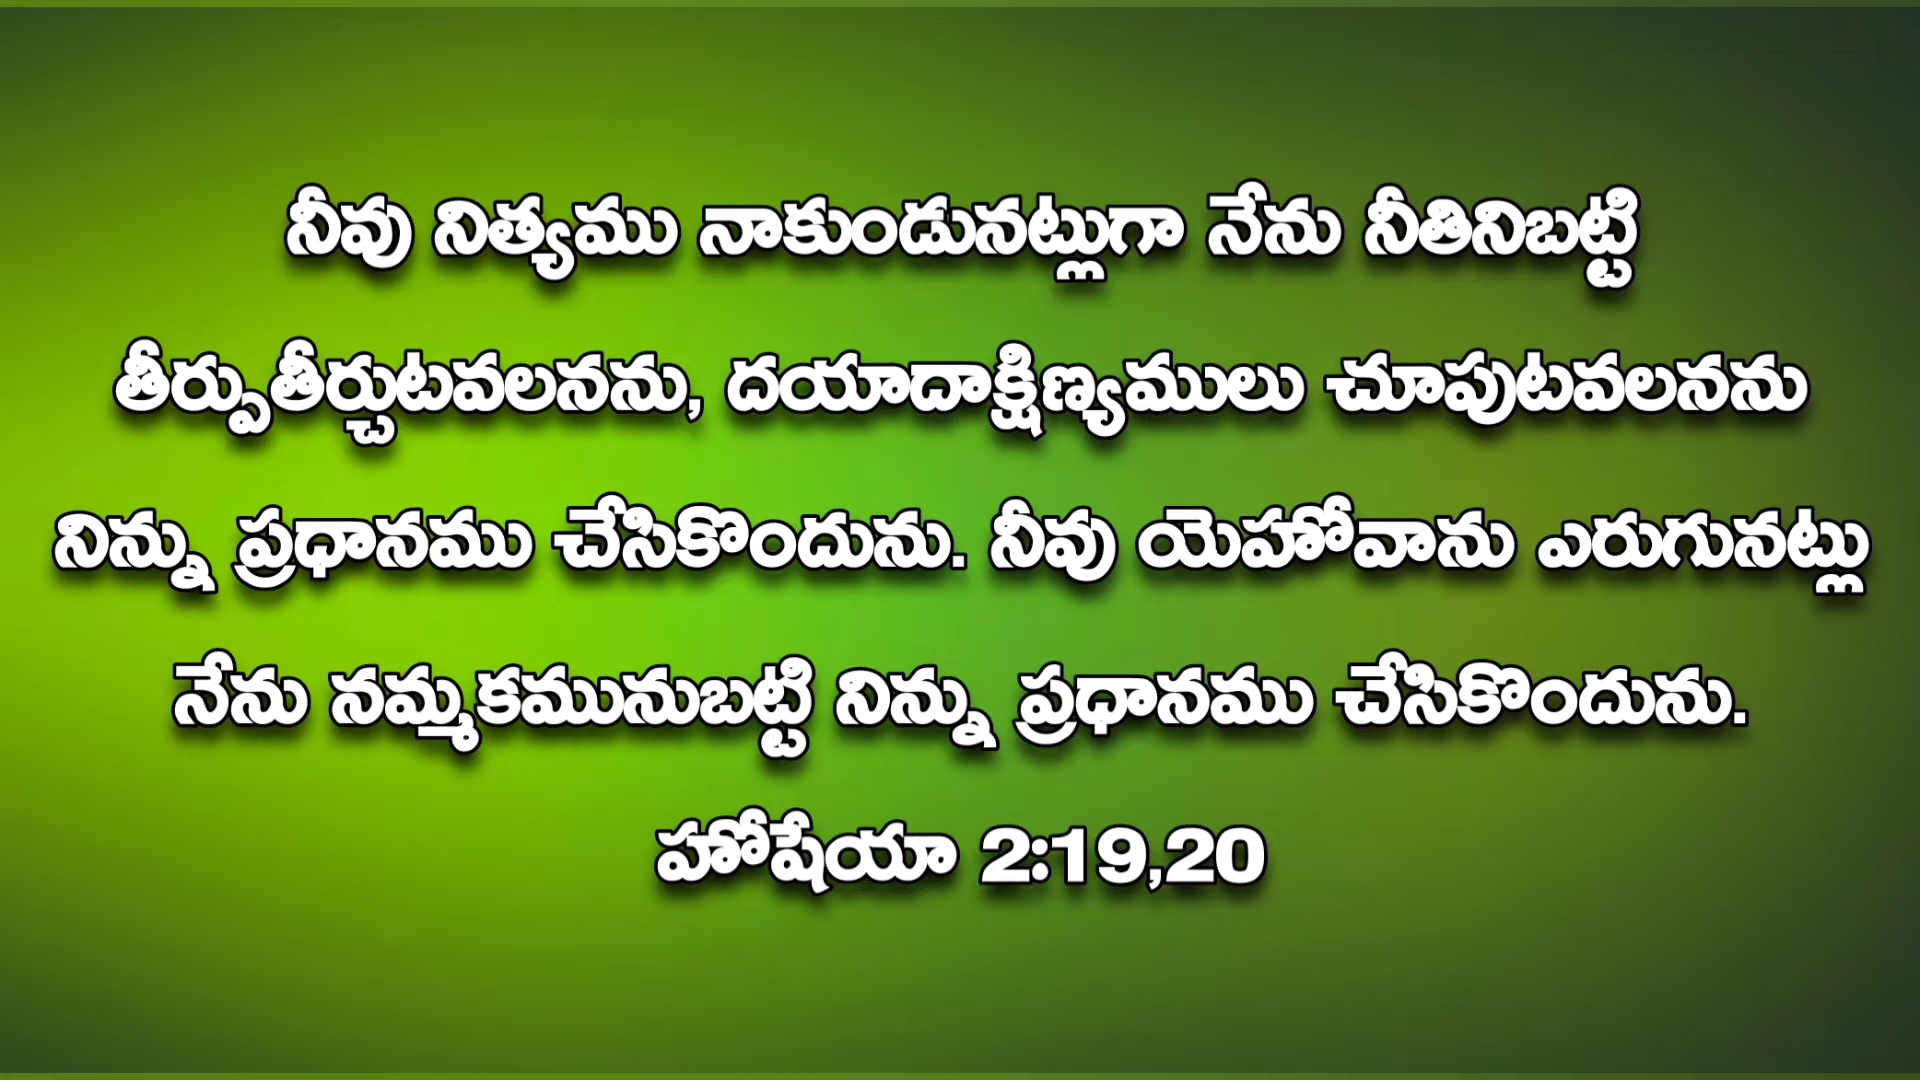 నీవు నిత్యము నాకుండునట్లుగా నేను నీతినిబట్టి
తీర్పుతీర్చుటవలనను, దయాదాక్షిణ్యములు చూపుటవలనను
నిన్ను ప్రధానము చేసికొందును. నీవు యెహోవాను ఎరుగునట్లు
నేను నమ్మకమునుబట్టి నిన్ను ప్రధానము చేసికొందును.
హోషేయా 2:19,20